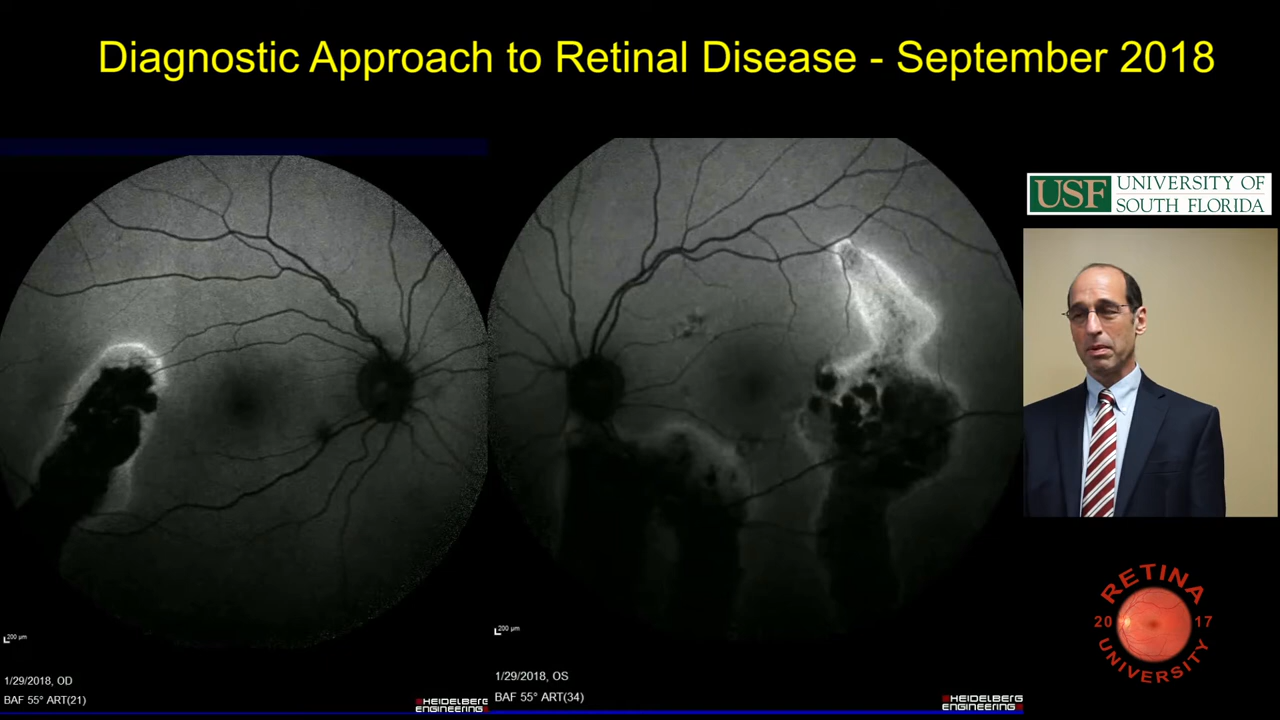 Diagnostic Approach to Retinal Disease - September 2018
USF UNIVERSITY OF
SOUTH FLORIDA
200 µm
200 µm
1/29/2018, OD
BAF 55° ART(21)
HEIDELBERG
ENGINEERING
1/29/2018, OS
BAF 55° ART(34)
HEIDELBERG
ENGINEERING
RETINA
20 17
UNIVERSITY